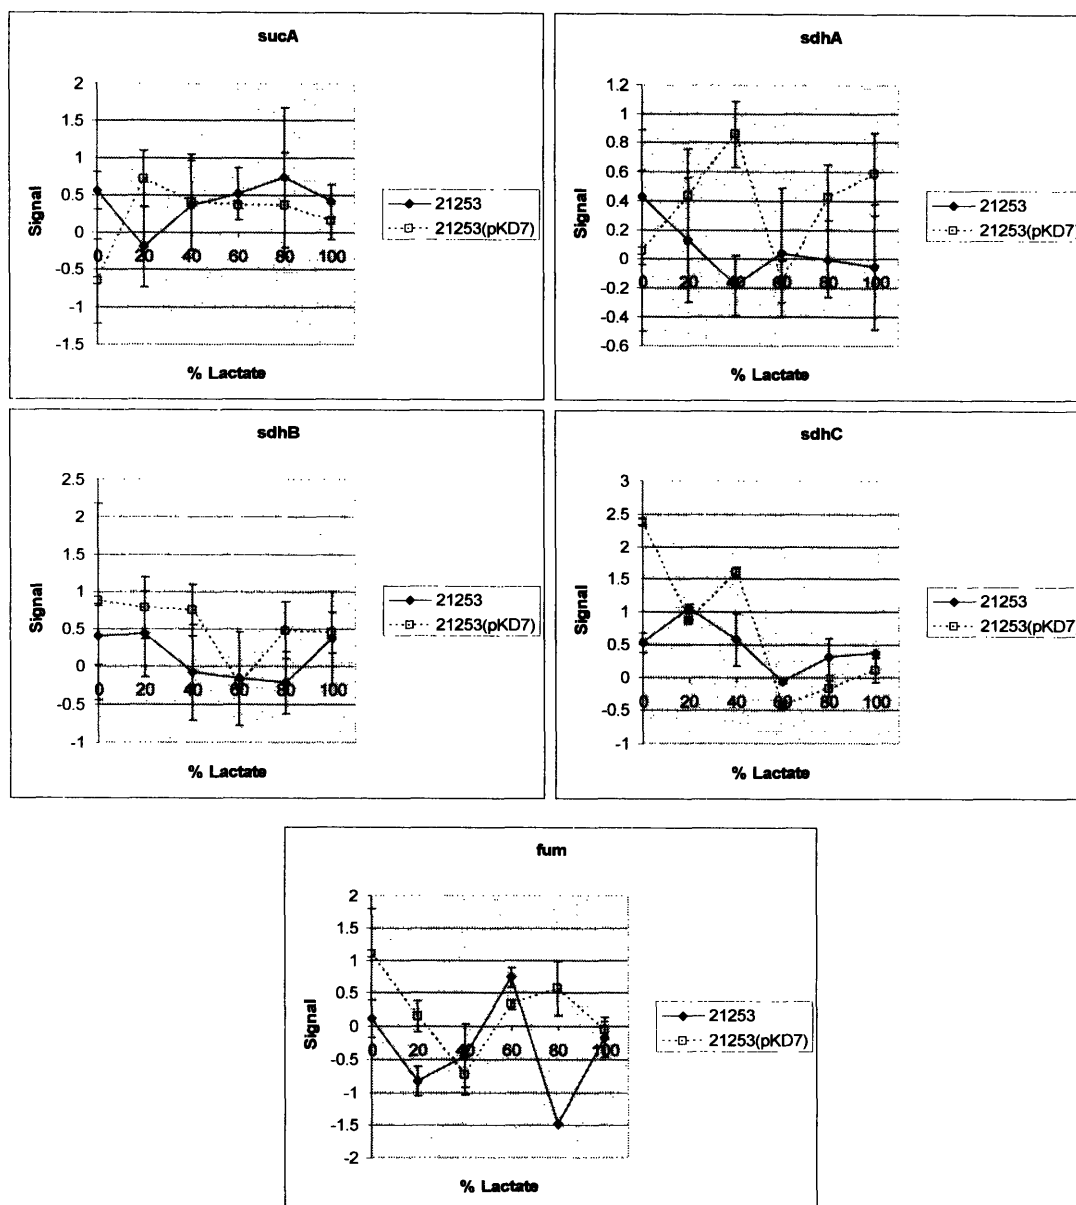 sucA
2
1.5
1
0.5
0
-0.5
-1
-1.5
0 20 40 60 80 100
Signal
% Lactate
21253
21253(pKD7)
sdhA
1.2
1
0.8
0.6
0.4
0.2
0
-0.2
-0.4
-0.6
0 20 40 60 80 100
Signal
% Lactate
21253
21253(pKD7)
sdhB
2.5
2
1.5
1
0.5
0
-0.5
-1
0 20 40 60 80 100
Signal
% Lactate
21253
21253(pKD7)
sdhC
3
2.5
2
1.5
1
0.5
0
-0.5
-1
0 20 40 60 80 100
Signal
% Lactate
21253
21253(pKD7)
fum
2
1.5
1
0.5
0
-0.5
-1
-1.5
-2
0 20 40 60 80 100
Signal
% Lactate
21253
21253(pKD7)